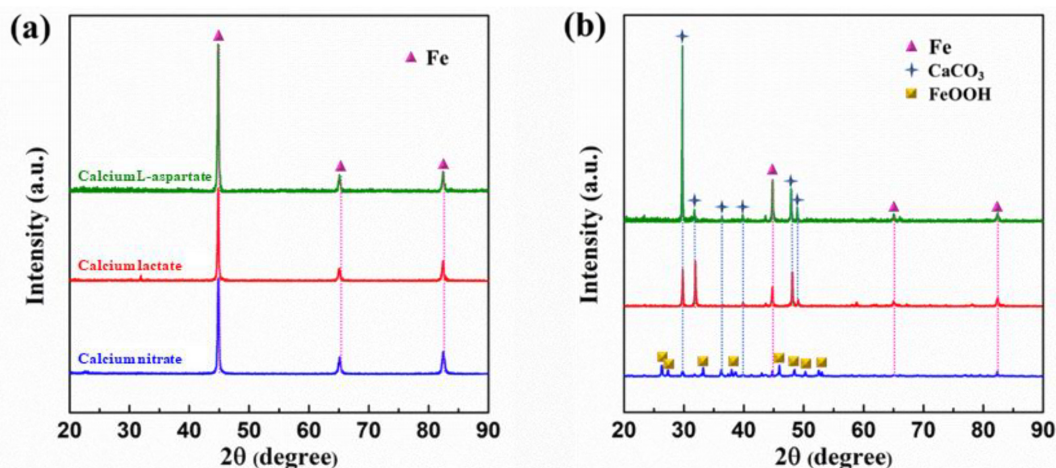 (a)
Fe
Calcium L-aspartate
Calcium lactate
Calcium nitrate
Intensity (a.u.)
20 30 40 50 60 70 80 90
2θ (degree)
(b)
Fe
CaCO₃
FeOOH
Intensity (a.u.)
20 30 40 50 60 70 80 90
2θ (degree)